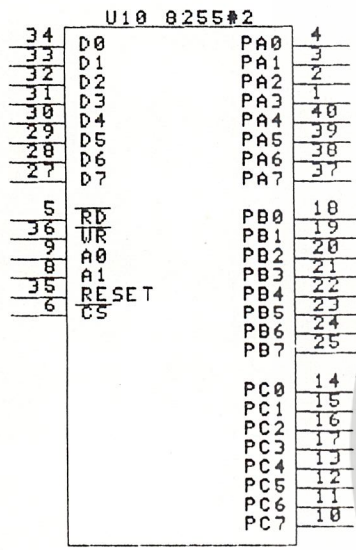 U10 8255#2
34 D0 PA0 4
33 D1 PA1 3
32 D2 PA2 2
31 D3 PA3 1
30 D4 PA4 40
29 D5 PA5 39
28 D6 PA6 38
27 D7 PA7 37
5 RD PB0 18
36 WR PB1 19
9 A0 PB2 20
8 A1 PB3 21
35 RESET PB4 22
6 CS PB5 23
PB6 24
PB7 25
PC0 14
PC1 15
PC2 16
PC3 17
PC4 13
PC5 12
PC6 11
PC7 10